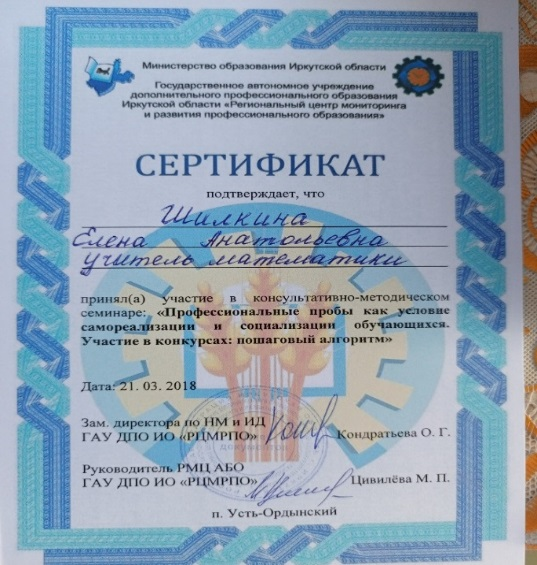 Министерство образования Иркутской области
Государственное автономное учреждение
дополнительного профессионального образования
Иркутской области «Региональный центр мониторинга
и развития профессионального образования»
СЕРТИФИКАТ
подтверждает, что
Шилкина
Елена Анатольевна
учитель математики
принял(а) участие в консультативно-методическом
семинаре: «Профессиональные пробы как условие
самореализации и социализации обучающихся.
Участие в конкурсах: пошаговый алгоритм»
Дата: 21. 03. 2018
Зам. директора по НМ и ИД
ГАУ ДПО ИО «РЦМРПО» Кондратьева О. Г.
Руководитель РМЦ АБО
ГАУ ДПО ИО «РЦМРПО» Цивилёва М. П.
п. Усть-Ордынский